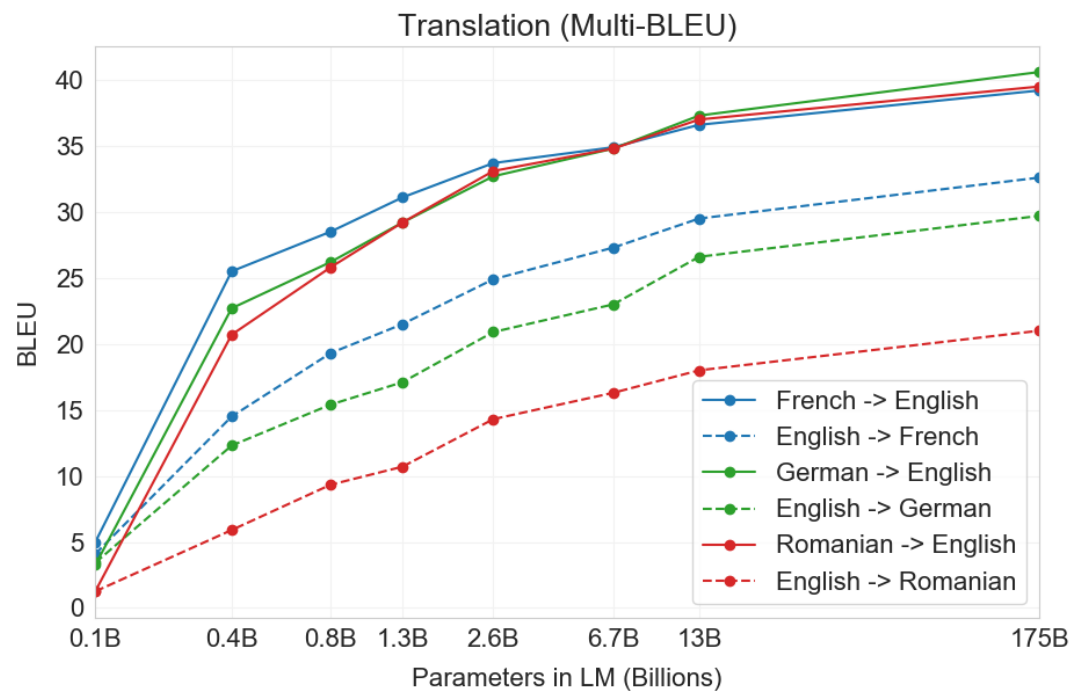 Translation (Multi-BLEU)
40
35
30
25
20
15
10
5
0
BLEU
French -> English
English -> French
German -> English
English -> German
Romanian -> English
English -> Romanian
0.1B 0.4B 0.8B 1.3B 2.6B 6.7B 13B 175B
Parameters in LM (Billions)